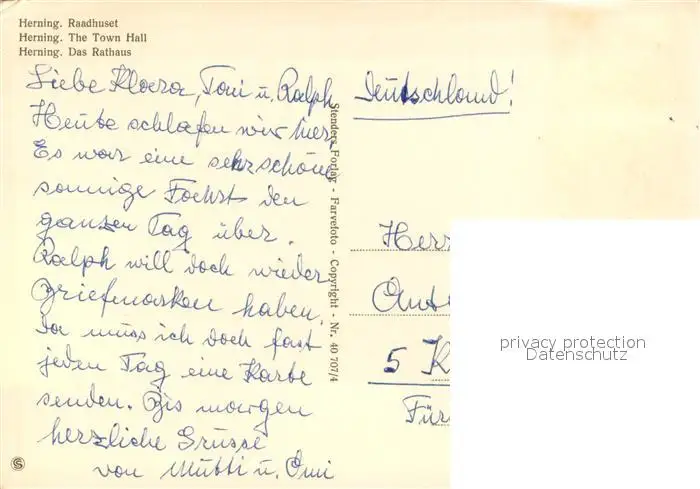 Herning. Raadhuset
Herning. The Town Hall
Herning. Das Rathaus
Liebe Klara, Toni u. Ralph
Heute schlafen wir hier.
Es war eine sehr schöne
sonnige Fahrt den
ganzen Tag über.
Ralph will doch wieder
Briefmarken haben.
Da muss ich doch fast
jeden Tag eine Karte
senden. Bis morgen
herzliche Grüsse
von Mutti u. Omi
Stenders Forlag - Farvefoto - Copyright - Nr. 40 707/4
Deutschland!
Herr
5 K
Für
privacy protection
Datenschutz